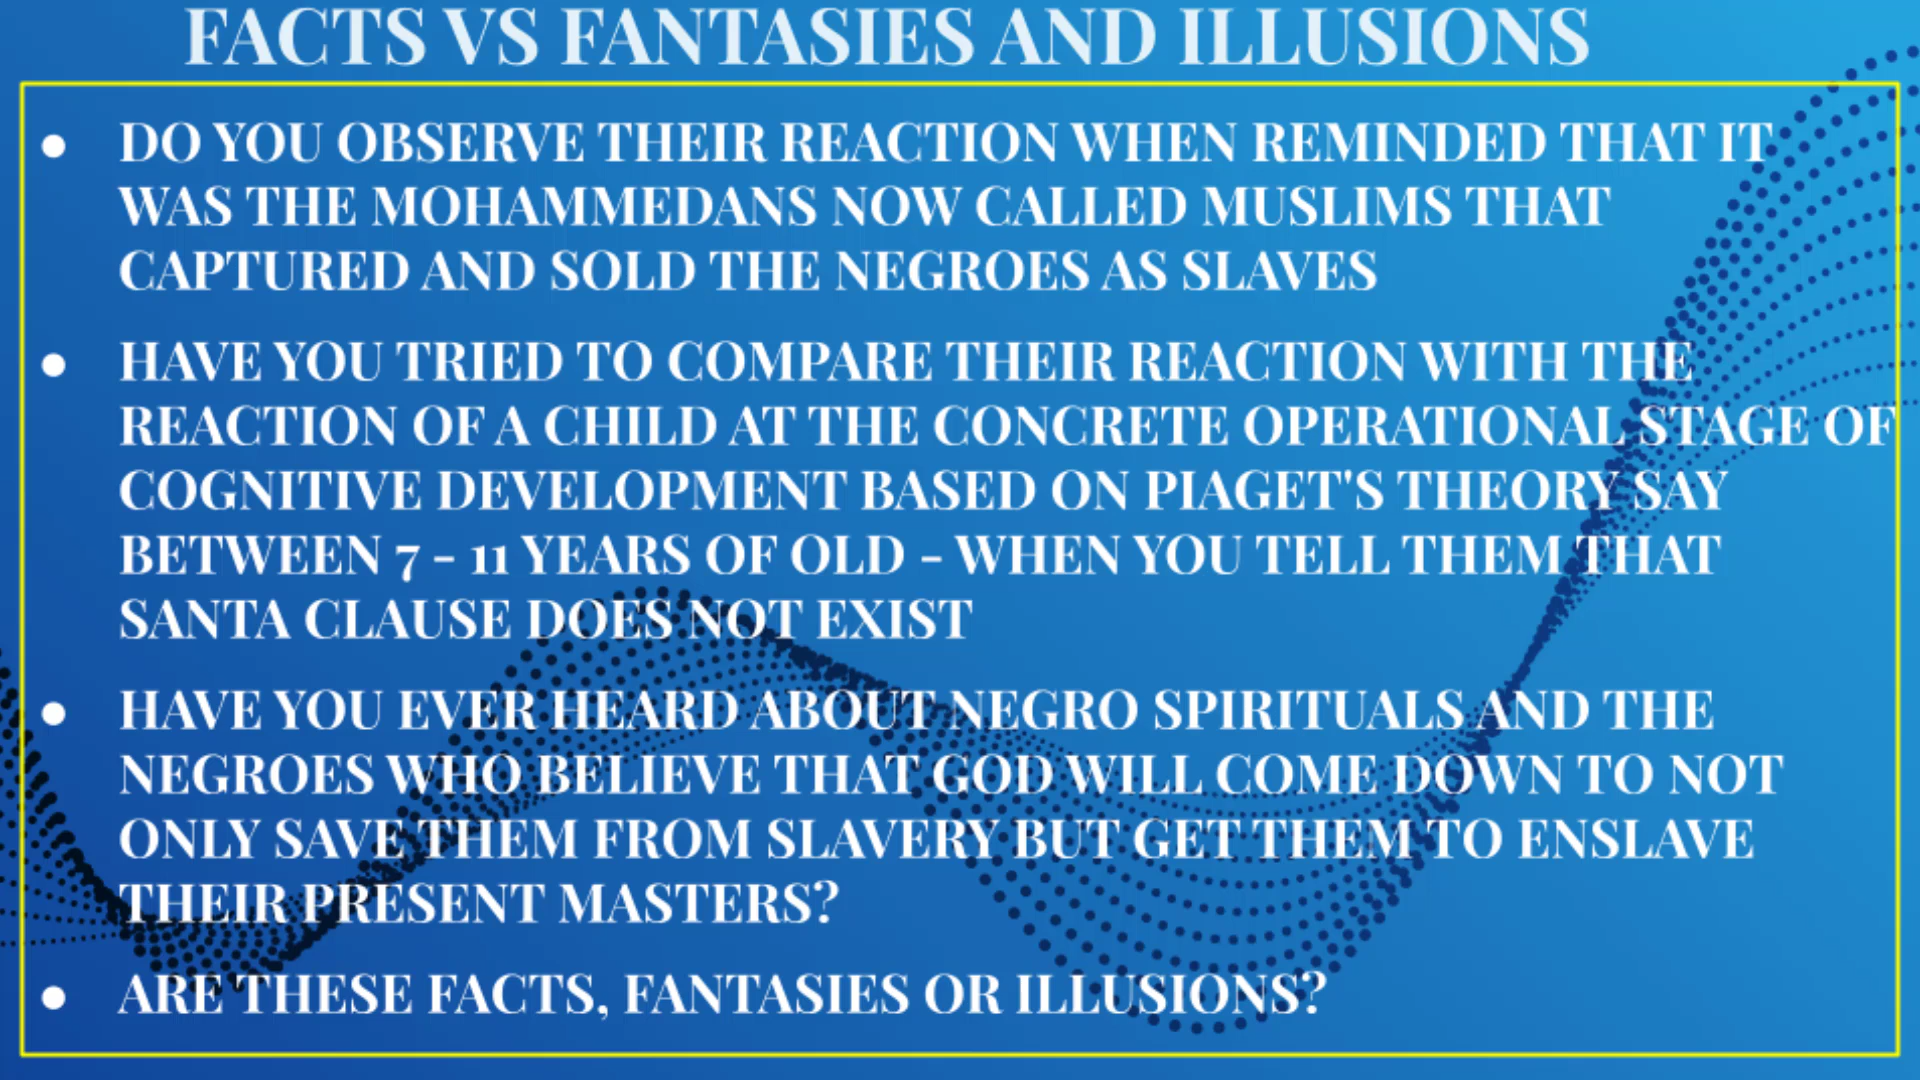 FACTS VS FANTASIES AND ILLUSIONS
● DO YOU OBSERVE THEIR REACTION WHEN REMINDED THAT IT
WAS THE MOHAMMEDANS NOW CALLED MUSLIMS THAT
CAPTURED AND SOLD THE NEGROES AS SLAVES
● HAVE YOU TRIED TO COMPARE THEIR REACTION WITH THE
REACTION OF A CHILD AT THE CONCRETE OPERATIONAL STAGE OF
COGNITIVE DEVELOPMENT BASED ON PIAGET'S THEORY SAY
BETWEEN 7 - 11 YEARS OF OLD - WHEN YOU TELL THEM THAT
SANTA CLAUSE DOES NOT EXIST
● HAVE YOU EVER HEARD ABOUT NEGRO SPIRITUALS AND THE
NEGROES WHO BELIEVE THAT GOD WILL COME DOWN TO NOT
ONLY SAVE THEM FROM SLAVERY BUT GET THEM TO ENSLAVE
THEIR PRESENT MASTERS?
● ARE THESE FACTS, FANTASIES OR ILLUSIONS?